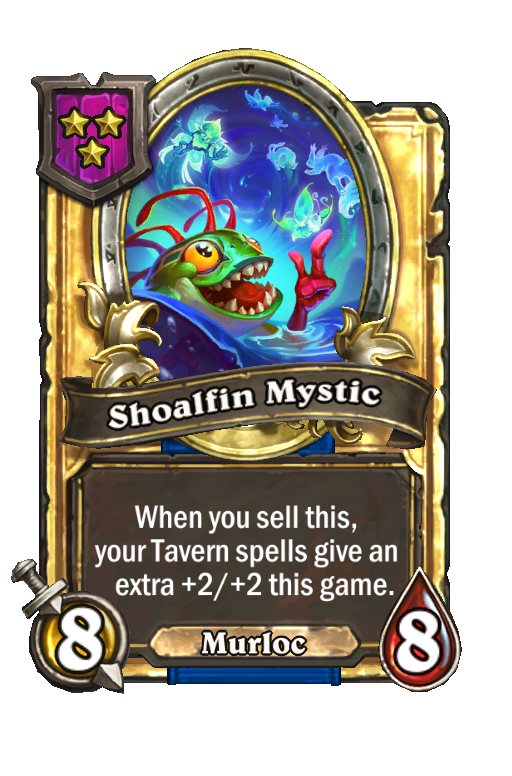 Shoalfin Mystic
When you sell this,
your Tavern spells give an
extra +2/+2 this game.
8
Murloc
8